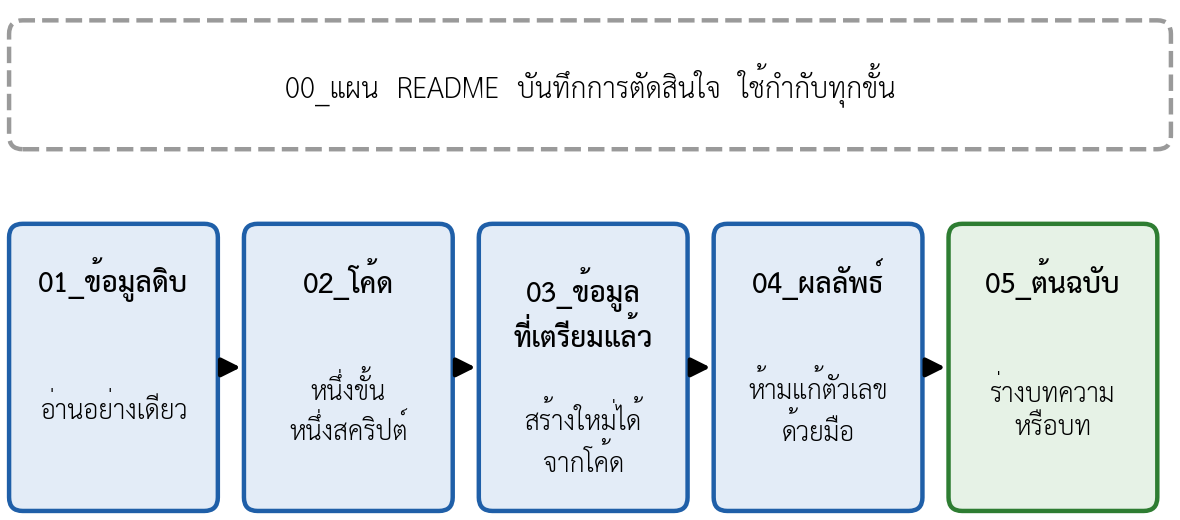 00_แผน README บันทึกการตัดสินใจ ใช้กำกับทุกขั้น
01_ข้อมูลดิบ
อ่านอย่างเดียว
02_โค้ด
หนึ่งขั้น
หนึ่งสคริปต์
03_ข้อมูล
ที่เตรียมแล้ว
สร้างใหม่ได้
จากโค้ด
04_ผลลัพธ์
ห้ามแก้ตัวเลข
ด้วยมือ
05_ต้นฉบับ
ร่างบทความ
หรือบท